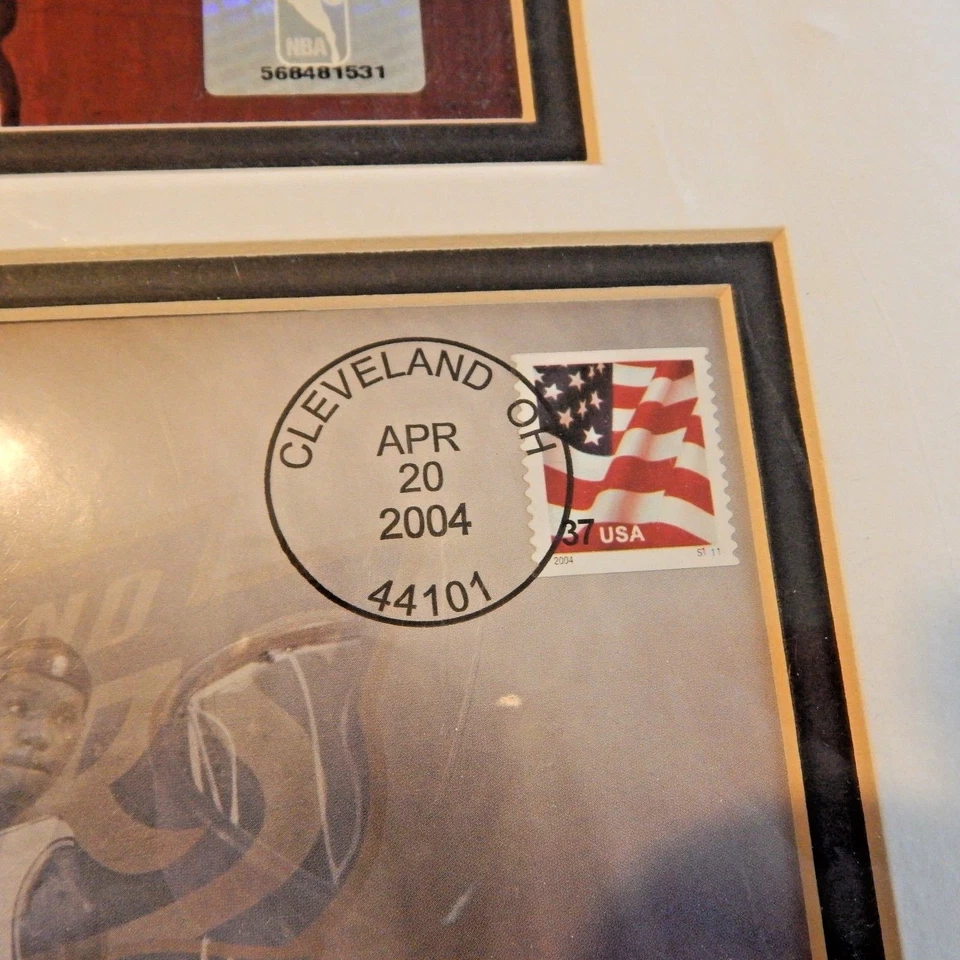 NBA
568481531
CLEVELAND OH
APR
20
2004
44101
37 USA
2004